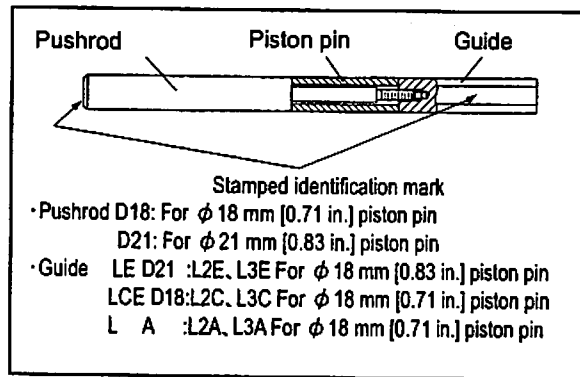 Pushrod Piston pin Guide
Stamped identification mark
・Pushrod D18: For ϕ 18 mm [0.71 in.] piston pin
D21: For ϕ 21 mm [0.83 in.] piston pin
・Guide LE D21 :L2E、L3E For ϕ 18 mm [0.83 in.] piston pin
LCE D18:L2C、L3C For ϕ 18 mm [0.71 in.] piston pin
L A :L2A、L3A For ϕ 18 mm [0.71 in.] piston pin